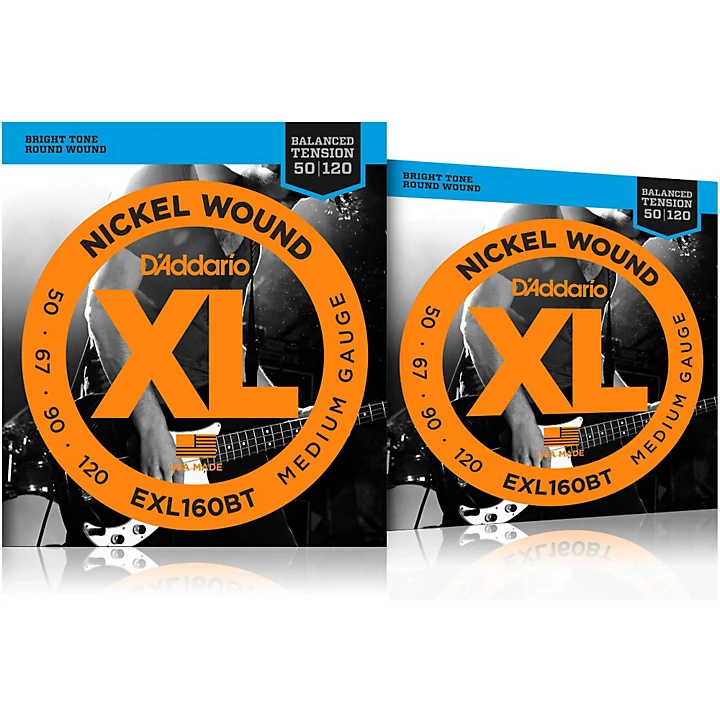 BRIGHT TONE
ROUND WOUND
BALANCED
TENSION
50|120
NICKEL WOUND
D'Addario
XL
50 · 67 · 90 · 120
MEDIUM GAUGE
U.S.A. MADE
EXL160BT
BRIGHT TONE
ROUND WOUND
BALANCED
TENSION
50|120
NICKEL WOUND
D'Addario
XL
50 · 67 · 90 · 120
MEDIUM GAUGE
EXL160BT